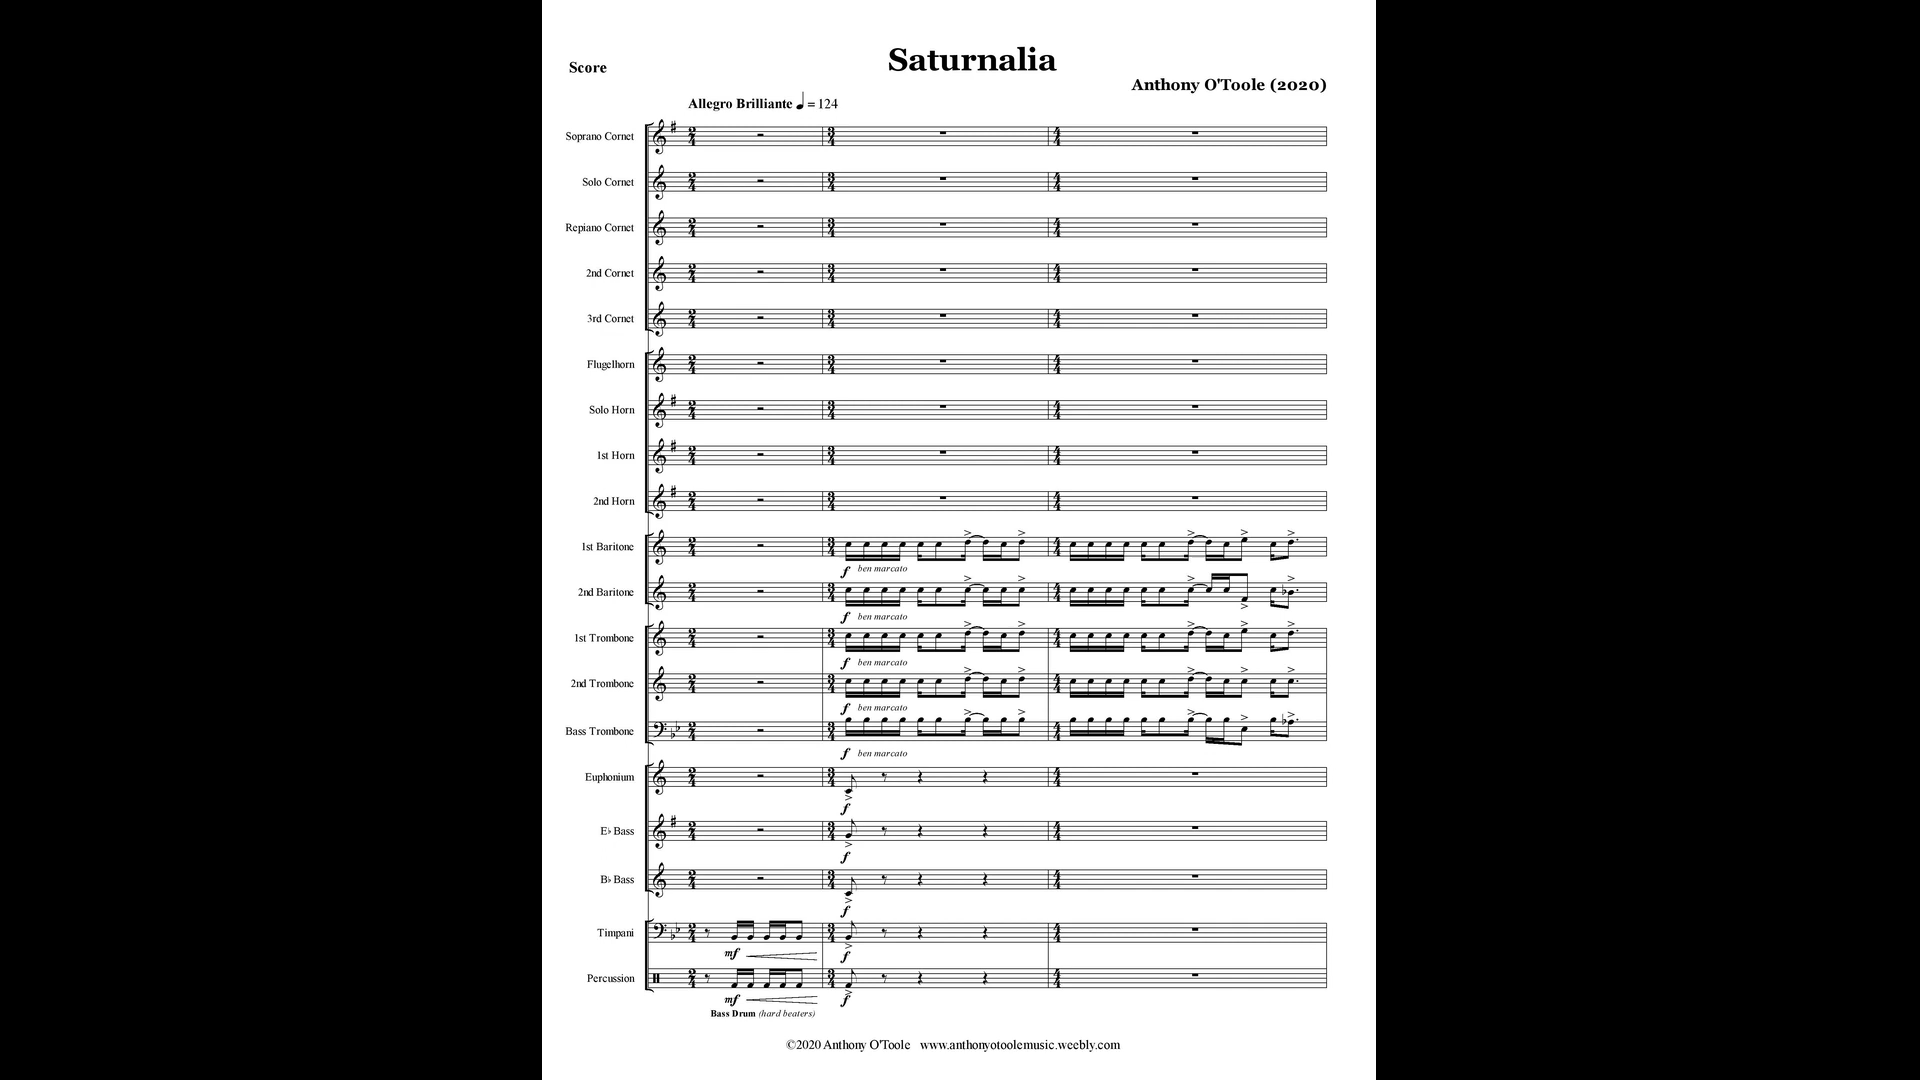 Saturnalia
Score
Anthony O'Toole (2020)
Allegro Brilliante ♩ = 124
Soprano Cornet
Solo Cornet
Repiano Cornet
2nd Cornet
3rd Cornet
Flugelhorn
Solo Horn
1st Horn
2nd Horn
1st Baritone
f ben marcato
2nd Baritone
f ben marcato
1st Trombone
f ben marcato
2nd Trombone
f ben marcato
Bass Trombone
f ben marcato
Euphonium
f
E♭ Bass
f
B♭ Bass
f
Timpani
mf f
Percussion
mf f
Bass Drum (hard beaters)
©2020 Anthony O'Toole www.anthonyotoolemusic.weebly.com